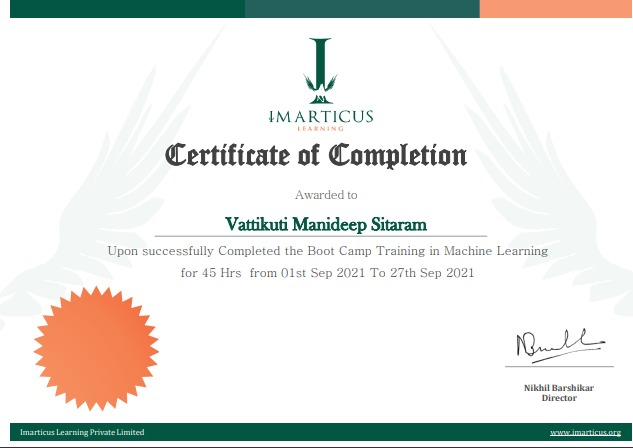 IMARTICUS
LEARNING
Certificate of Completion
Awarded to
Vattikuti Manideep Sitaram
Upon successfully Completed the Boot Camp Training in Machine Learning
for 45 Hrs from 01st Sep 2021 To 27th Sep 2021
Nikhil Barshikar
Director
Imarticus Learning Private Limited
www.imarticus.org